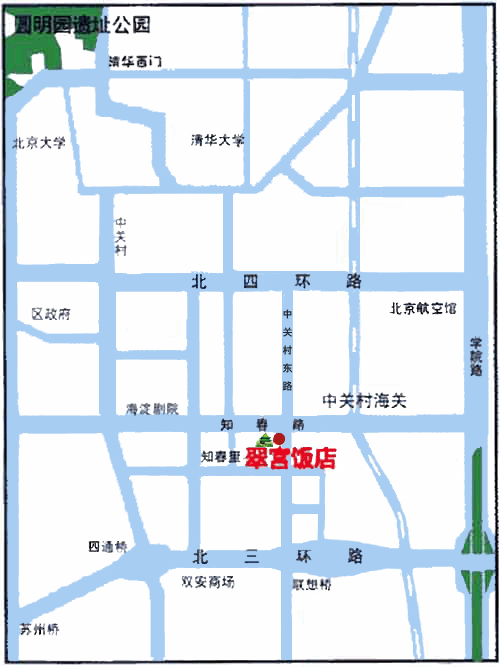 圆明园遗址公园
清华西门
北京大学
清华大学
中关村
北四环路
区政府
中关村东路
北京航空馆
学院路
中关村海关
海淀剧院
知春路
知春里
翠宫饭店
四通桥
北三环路
双安商场
联想桥
苏州桥